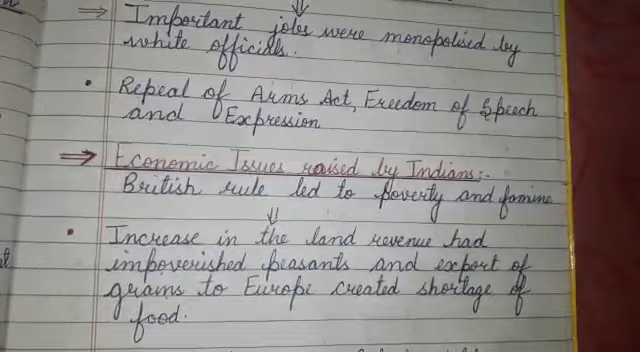 ⇓
⇒ Important jobs were monopolised by
white officials.
• Repeal of Arms Act, Freedom of Speech
and Expression
⇒ Economic Issues raised by Indians:-
British rule led to poverty and famine
⇓
• Increase in the land revenue had
impoverished peasants and export of
grams to Europe created shortage of
food.